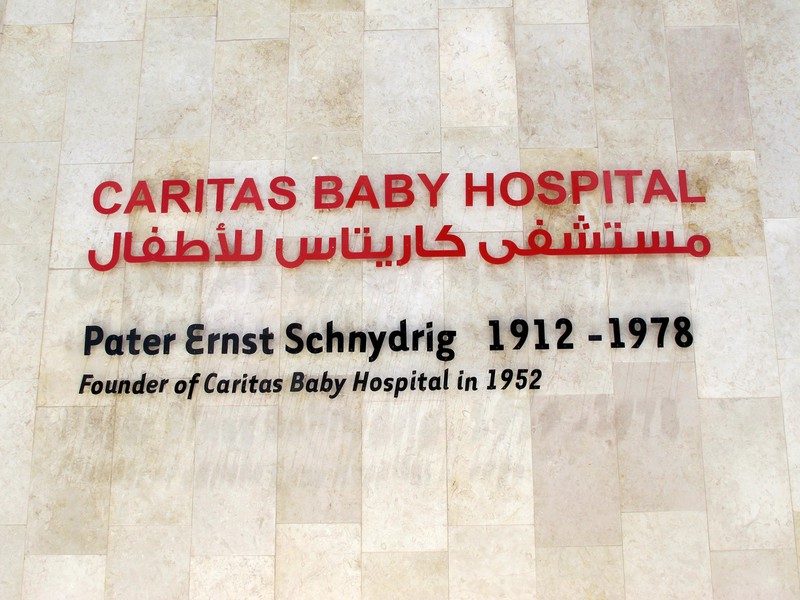 CARITAS BABY HOSPITAL
مستشفى كاريتاس للأطفال
Pater Ernst Schnydrig 1912 -1978
Founder of Caritas Baby Hospital in 1952